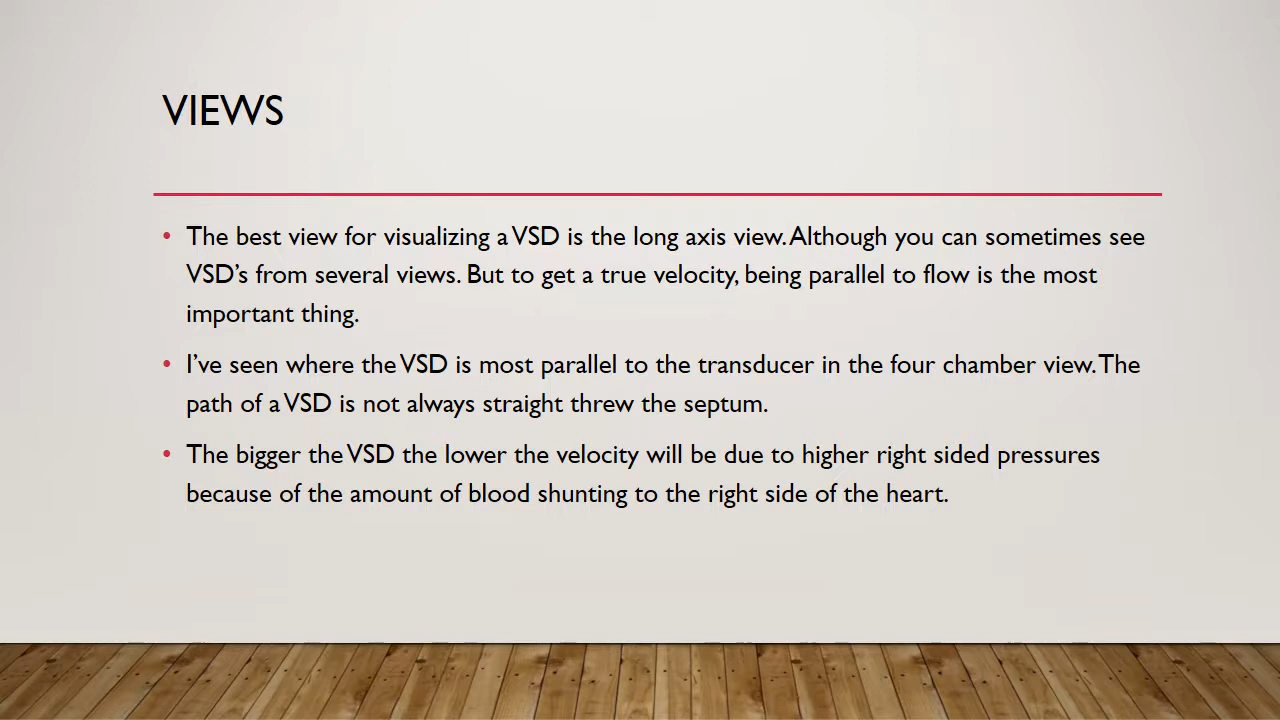 VIEWS
The best view for visualizing a VSD is the long axis view. Although you can sometimes see
VSD's from several views. But to get a true velocity, being parallel to flow is the most
important thing.
I've seen where the VSD is most parallel to the transducer in the four chamber view. The
path of a VSD is not always straight threw the septum.
The bigger the VSD the lower the velocity will be due to higher right sided pressures
because of the amount of blood shunting to the right side of the heart.